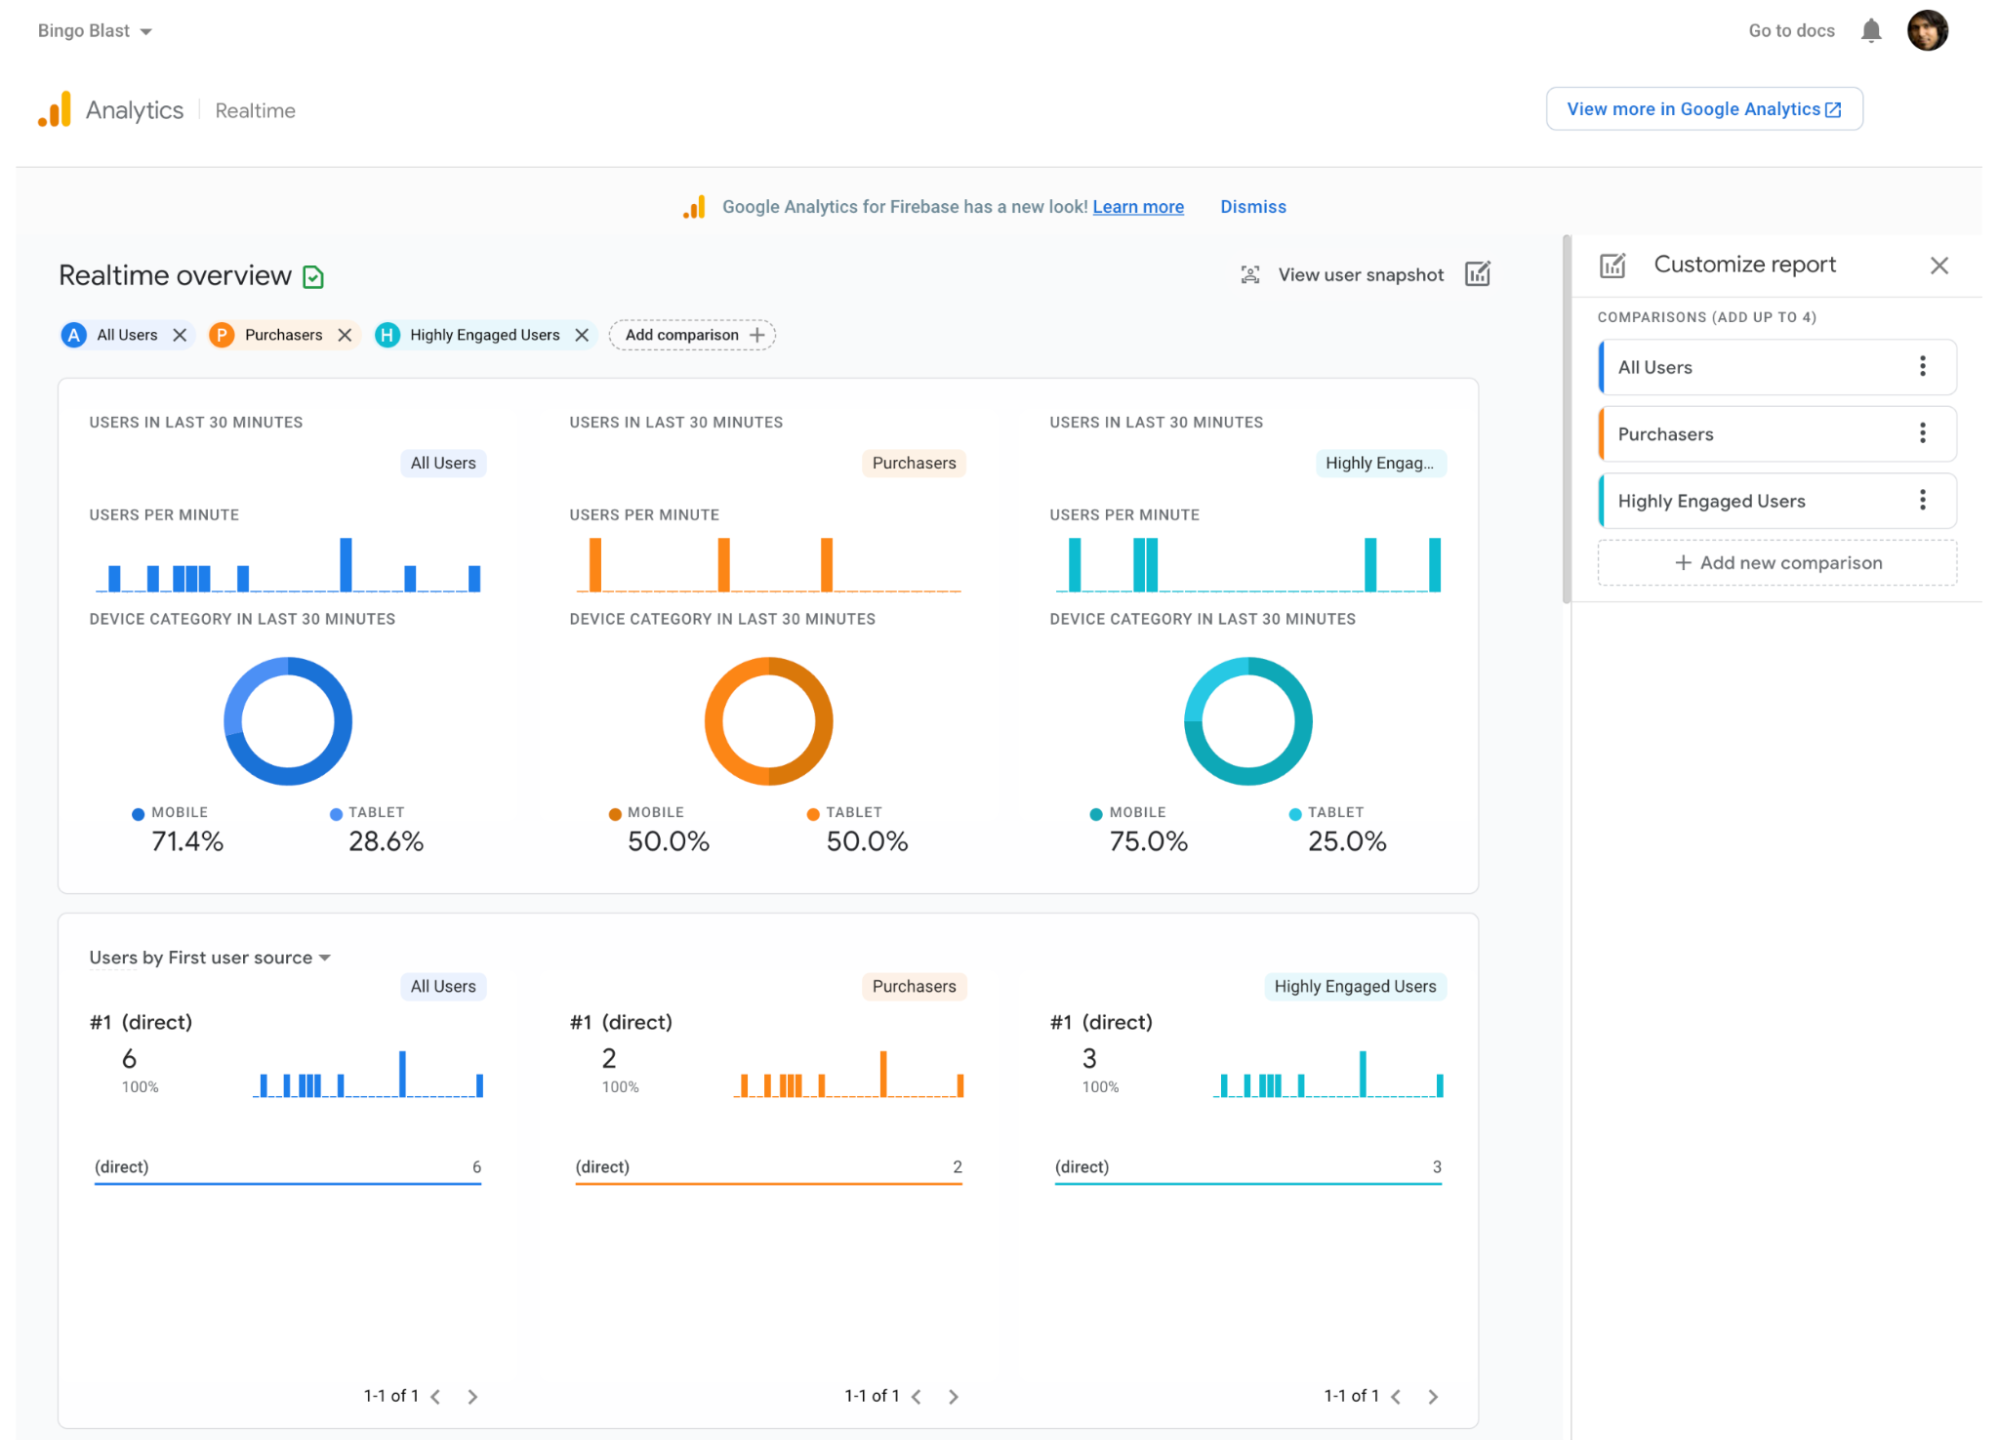 Bingo Blast
Go to docs
Analytics
Realtime
View more in Google Analytics
Google Analytics for Firebase has a new look! Learn more
Dismiss
Realtime overview
View user snapshot
A All Users
P Purchasers
H Highly Engaged Users
Add comparison
USERS IN LAST 30 MINUTES
All Users
USERS PER MINUTE
DEVICE CATEGORY IN LAST 30 MINUTES
MOBILE
71.4%
TABLET
28.6%
USERS IN LAST 30 MINUTES
Purchasers
USERS PER MINUTE
DEVICE CATEGORY IN LAST 30 MINUTES
MOBILE
50.0%
TABLET
50.0%
USERS IN LAST 30 MINUTES
Highly Engag...
USERS PER MINUTE
DEVICE CATEGORY IN LAST 30 MINUTES
MOBILE
75.0%
TABLET
25.0%
Users by First user source
All Users
#1 (direct)
6
100%
(direct) 6
1-1 of 1
Purchasers
#1 (direct)
2
100%
(direct) 2
1-1 of 1
Highly Engaged Users
#1 (direct)
3
100%
(direct) 3
1-1 of 1
Customize report
COMPARISONS (ADD UP TO 4)
All Users
Purchasers
Highly Engaged Users
+ Add new comparison